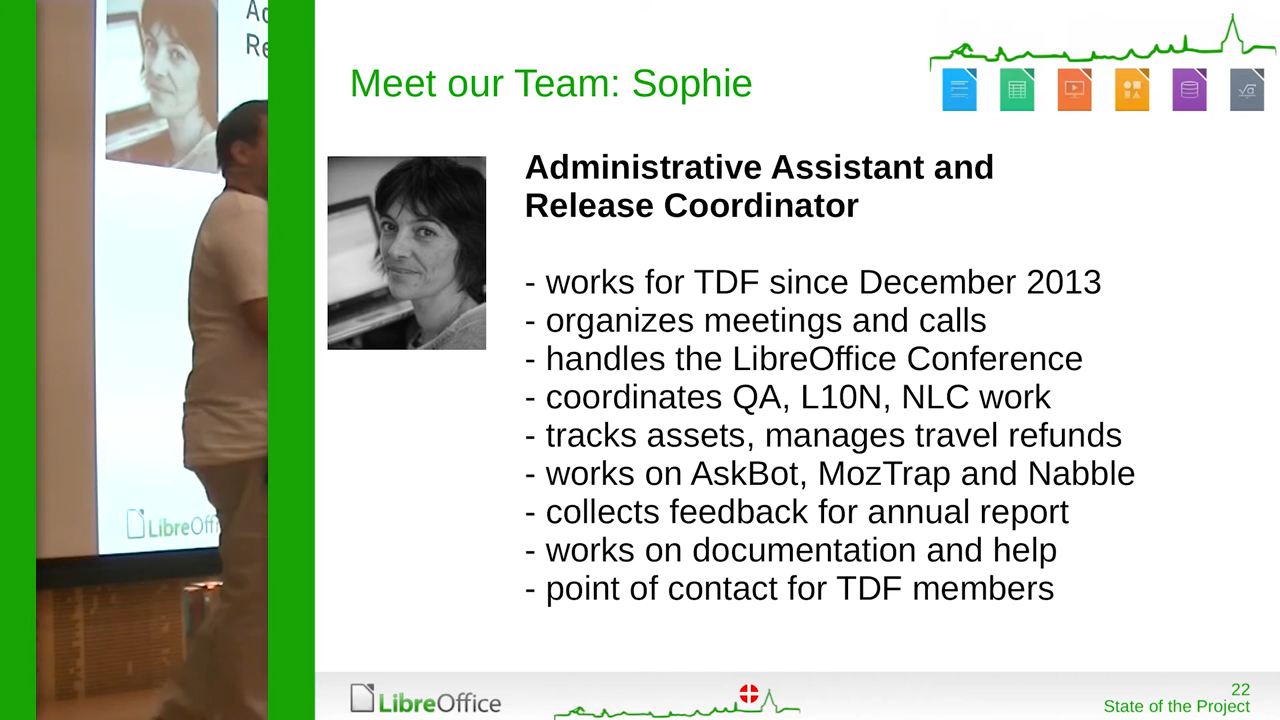 Meet our Team: Sophie
Administrative Assistant and
Release Coordinator
- works for TDF since December 2013
- organizes meetings and calls
- handles the LibreOffice Conference
- coordinates QA, L10N, NLC work
- tracks assets, manages travel refunds
- works on AskBot, MozTrap and Nabble
- collects feedback for annual report
- works on documentation and help
- point of contact for TDF members
LibreOffice
22
State of the Project
Ad
Re
LibreOff